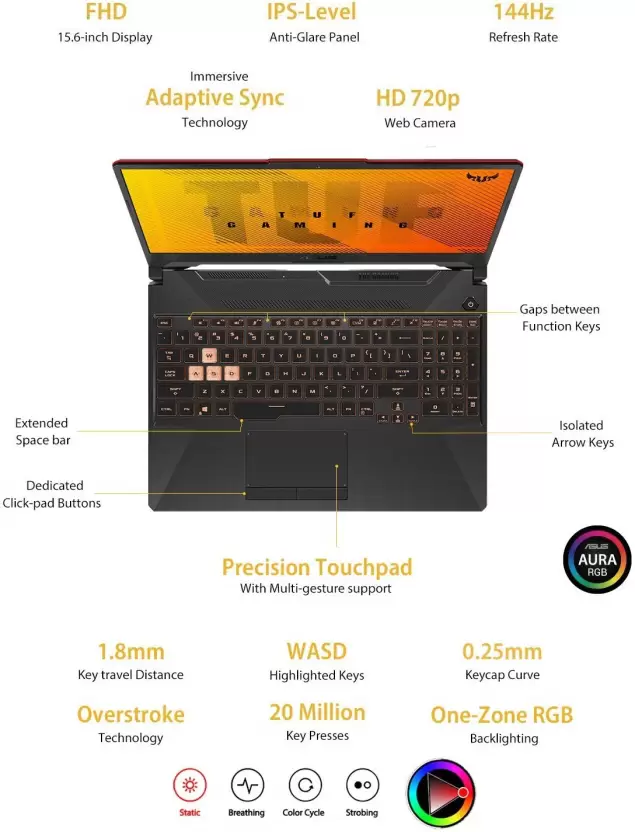 FHD
15.6-inch Display
IPS-Level
Anti-Glare Panel
144Hz
Refresh Rate
Immersive
Adaptive Sync
Technology
HD 720p
Web Camera
TUF
GAMING
TUF
GAMING
Gaps between
Function Keys
Extended
Space bar
Isolated
Arrow Keys
Dedicated
Click-pad Buttons
Precision Touchpad
With Multi-gesture support
ASUS
AURA
RGB
1.8mm
Key travel Distance
WASD
Highlighted Keys
0.25mm
Keycap Curve
Overstroke
Technology
20 Million
Key Presses
One-Zone RGB
Backlighting
Static
Breathing
Color Cycle
Strobing